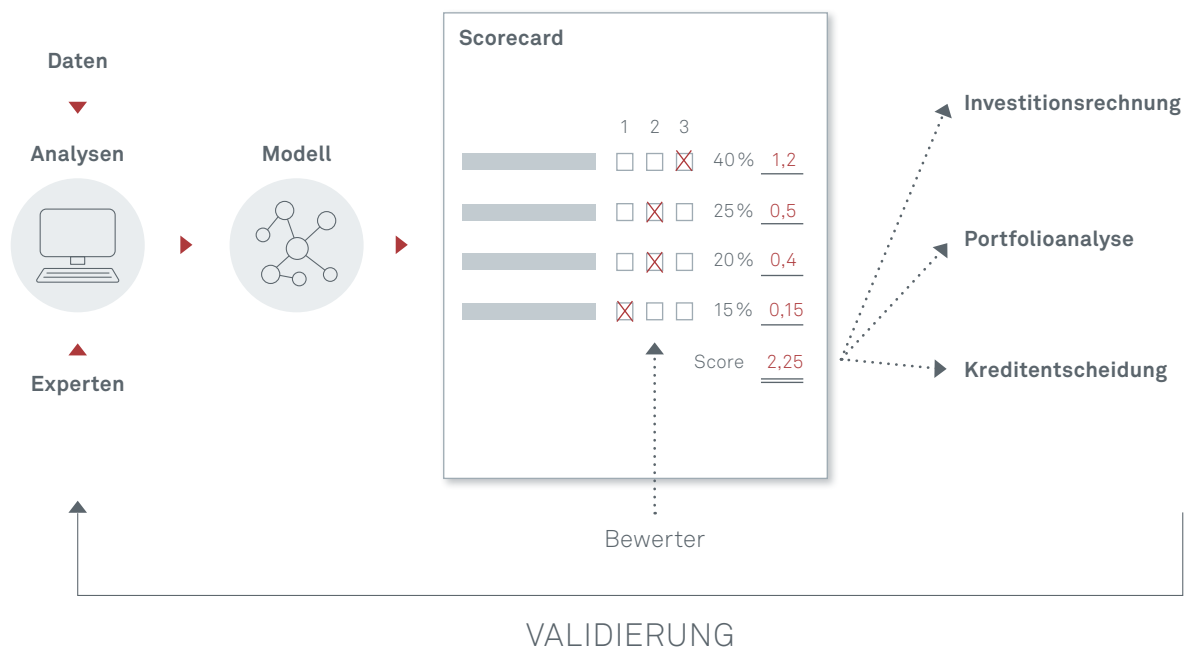 Daten
Analysen
Experten
Modell
Scorecard
1 2 3
40% 1,2
25% 0,5
20% 0,4
15% 0,15
Score 2,25
Bewerter
Investitionsrechnung
Portfolioanalyse
Kreditentscheidung
VALIDIERUNG